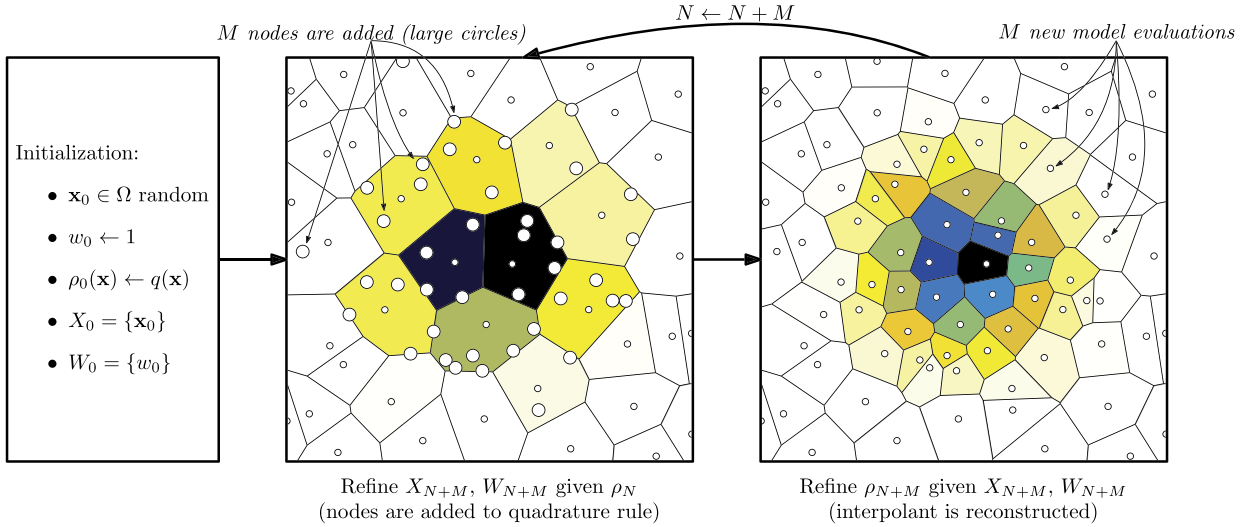 N ← N + M
M nodes are added (large circles)
M new model evaluations
Initialization:
• x₀ ∈ Ω random
• w₀ ← 1
• ρ₀(x) ← q(x)
• X₀ = {x₀}
• W₀ = {w₀}
Refine X_{N+M}, W_{N+M} given ρ_N
(nodes are added to quadrature rule)
Refine ρ_{N+M} given X_{N+M}, W_{N+M}
(interpolant is reconstructed)